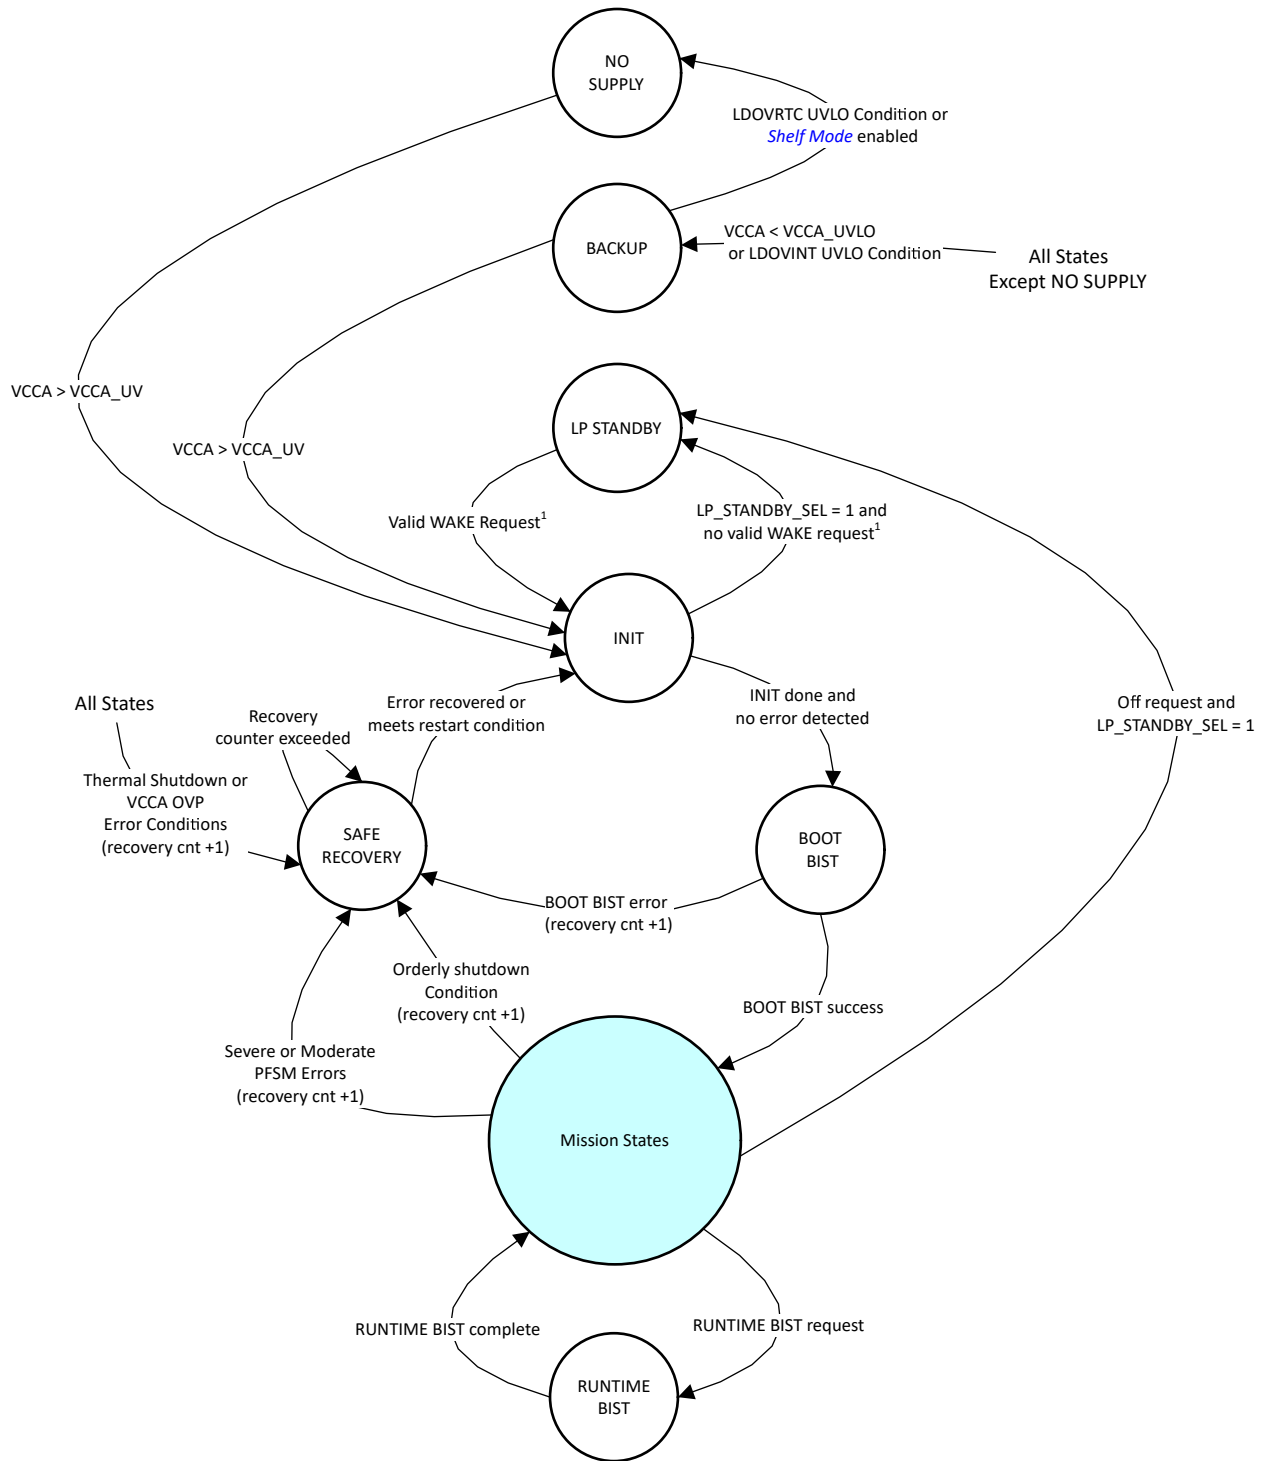 NO
SUPPLY
LDOVRTC UVLO Condition or
Shelf Mode enabled
BACKUP
VCCA < VCCA_UVLO
or LDOVINT UVLO Condition
All States
Except NO SUPPLY
VCCA > VCCA_UV
VCCA > VCCA_UV
LP STANDBY
Valid WAKE Request¹
LP_STANDBY_SEL = 1 and
no valid WAKE request¹
INIT
All States
Recovery
counter exceeded
Error recovered or
meets restart condition
INIT done and
no error detected
Off request and
LP_STANDBY_SEL = 1
Thermal Shutdown or
VCCA OVP
Error Conditions
(recovery cnt +1)
SAFE
RECOVERY
BOOT
BIST
BOOT BIST error
(recovery cnt +1)
Orderly shutdown
Condition
(recovery cnt +1)
BOOT BIST success
Severe or Moderate
PFSM Errors
(recovery cnt +1)
Mission States
RUNTIME BIST complete
RUNTIME BIST request
RUNTIME
BIST